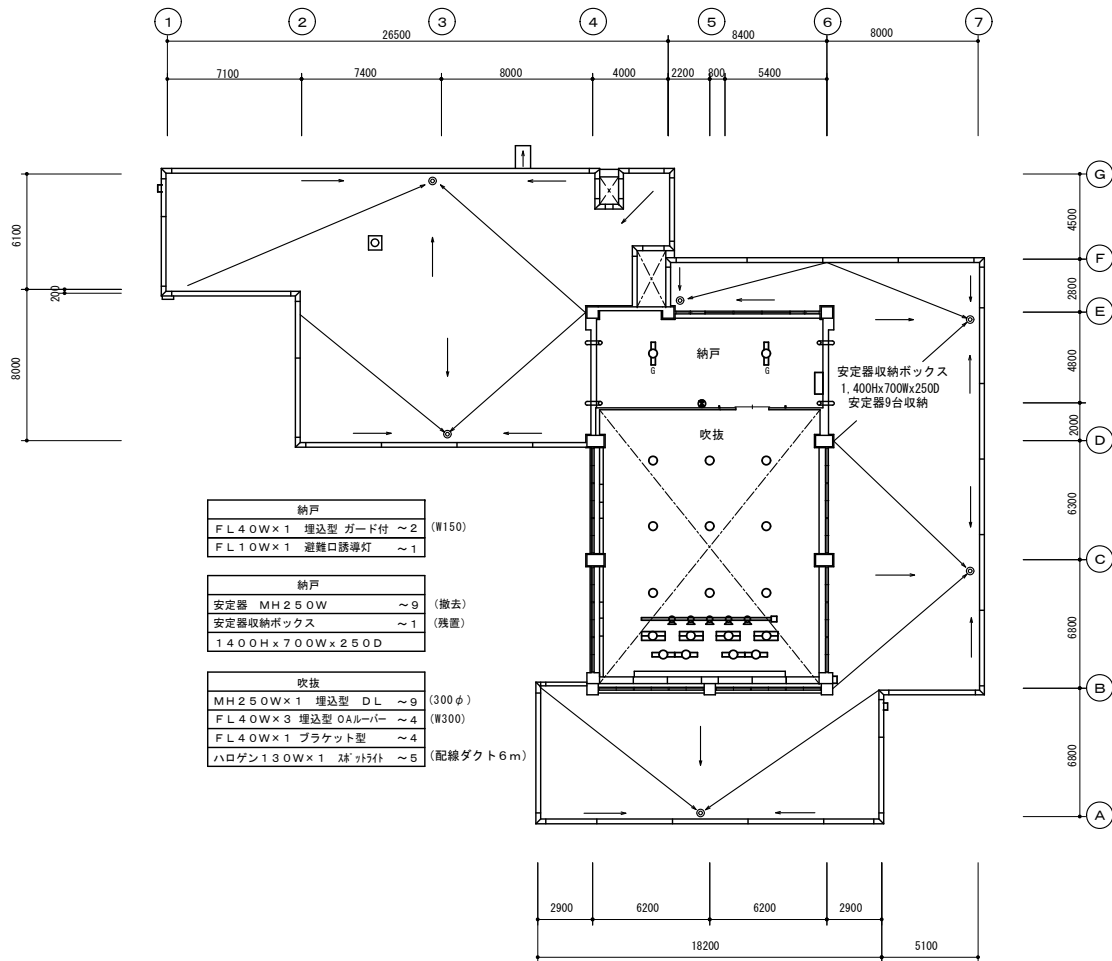 1 2 3 4 5 6 7
26500 8400 8000
7100 7400 8000 4000 2200 800 5400
G
4500
F
2800
E
4800
2000
D
6300
C
6800
B
6800
A
6100
200
8000
納戸
G G
安定器収納ボックス
1,400Hx700Wx250D
安定器9台収納
吹抜
納戸
FL40W×1 埋込型 ガード付 ～2 (W150)
FL10W×1 避難口誘導灯 ～1
納戸
安定器 MH250W ～9 (撤去)
安定器収納ボックス ～1 (残置)
1400H×700W×250D
吹抜
MH250W×1 埋込型 DL ～9 (300φ)
FL40W×3 埋込型 OAルーバー ～4 (W300)
FL40W×1 ブラケット型 ～4
ハロゲン130W×1 ｽﾎﾟｯﾄﾗｲﾄ ～5 (配線ダクト6m)
2900 6200 6200 2900
18200 5100